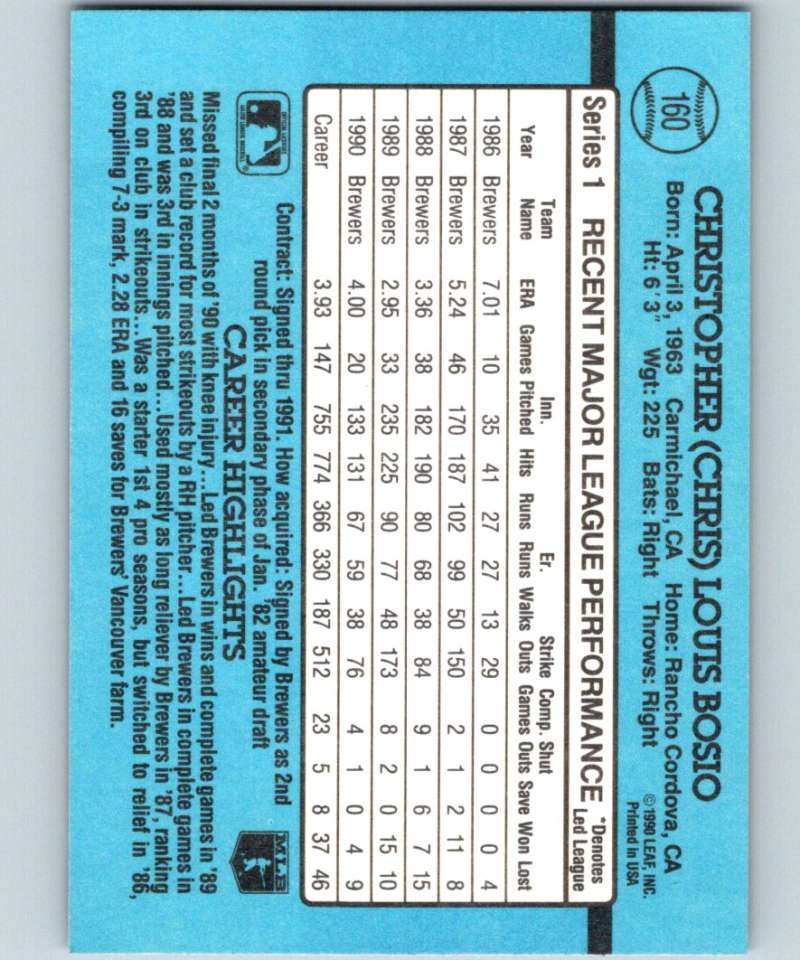 160
CHRISTOPHER (CHRIS) LOUIS BOSIO
Born: April 3, 1963 Carmichael, CA Home: Rancho Cordova, CA
Ht: 6' 3" Wgt: 225 Bats: Right Throws: Right
©1990 LEAF, INC.
Printed in USA
Series 1 RECENT MAJOR LEAGUE PERFORMANCE *Denotes Led League
Year Team Name ERA Games Inn. Pitched Hits Runs Er. Runs Walks Strike Outs Comp. Games Shut Outs Save Won Lost
1986 Brewers 7.01 10 35 41 27 27 13 29 0 0 0 0 4
1987 Brewers 5.24 46 170 187 102 99 50 150 2 1 2 11 8
1988 Brewers 3.36 38 182 190 80 68 38 84 9 1 6 7 15
1989 Brewers 2.95 33 235 225 90 77 48 173 8 2 0 15 10
1990 Brewers 4.00 20 133 131 67 59 38 76 4 1 0 4 9
Career 3.93 147 755 774 366 330 187 512 23 5 8 37 46
Contract: Signed thru 1991. How acquired: Signed by Brewers as 2nd
round pick in secondary phase of Jan. '82 amateur draft
MLB
CAREER HIGHLIGHTS
Missed final 2 months of '90 with knee injury...Led Brewers in wins and complete games in '89
and set a club record for most strikeouts by a RH pitcher...Led Brewers in complete games in
'88 and was 3rd in innings pitched...Used mostly as long reliever by Brewers in '87, ranking
3rd on club in strikeouts...Was a starter 1st 4 pro seasons, but switched to relief in '86,
compiling 7-3 mark, 2.28 ERA and 16 saves for Brewers' Vancouver farm.